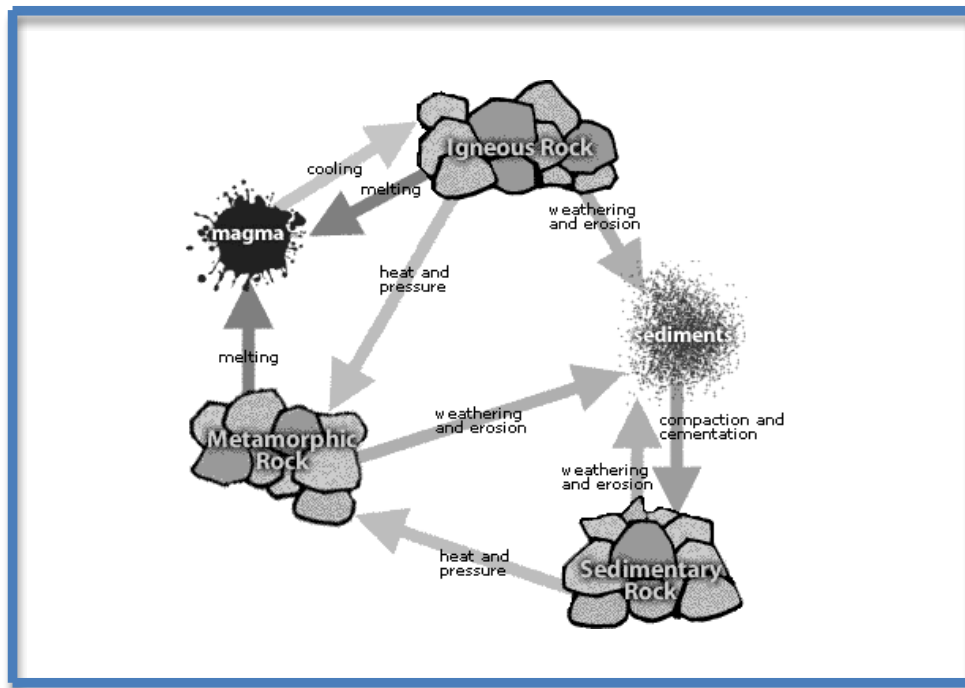 Igneous Rock
cooling
melting
weathering
and erosion
magma
heat and
pressure
sediments
melting
weathering
and erosion
compaction and
cementation
Metamorphic
Rock
weathering
and erosion
heat and
pressure
Sedimentary
Rock